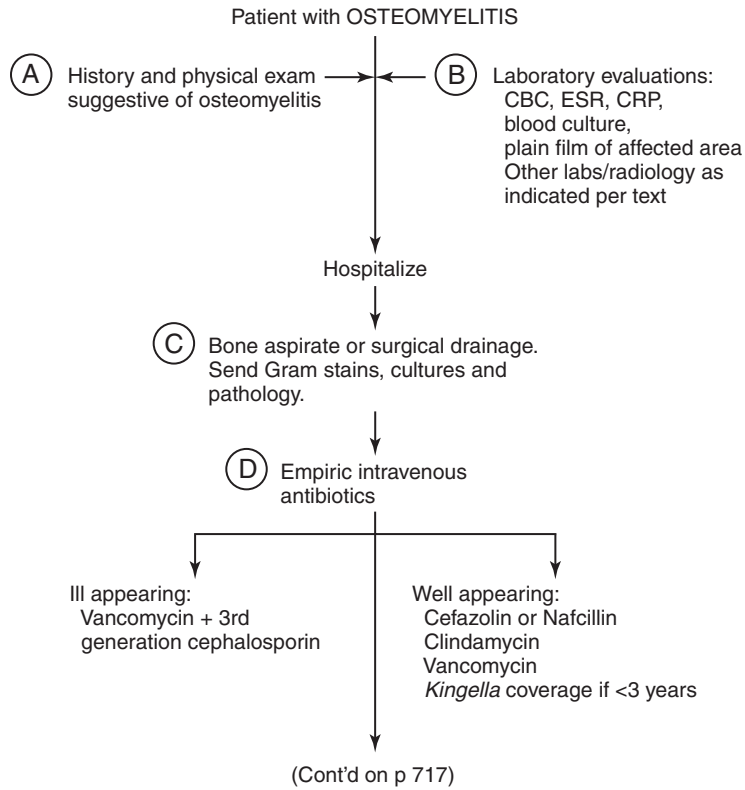 Patient with OSTEOMYELITIS
A
History and physical exam
suggestive of osteomyelitis
B
Laboratory evaluations:
CBC, ESR, CRP,
blood culture,
plain film of affected area
Other labs/radiology as
indicated per text
Hospitalize
C
Bone aspirate or surgical drainage.
Send Gram stains, cultures and
pathology.
D
Empiric intravenous
antibiotics
Ill appearing:
Vancomycin + 3rd
generation cephalosporin
Well appearing:
Cefazolin or Nafcillin
Clindamycin
Vancomycin
Kingella coverage if <3 years
(Cont'd on p 717)